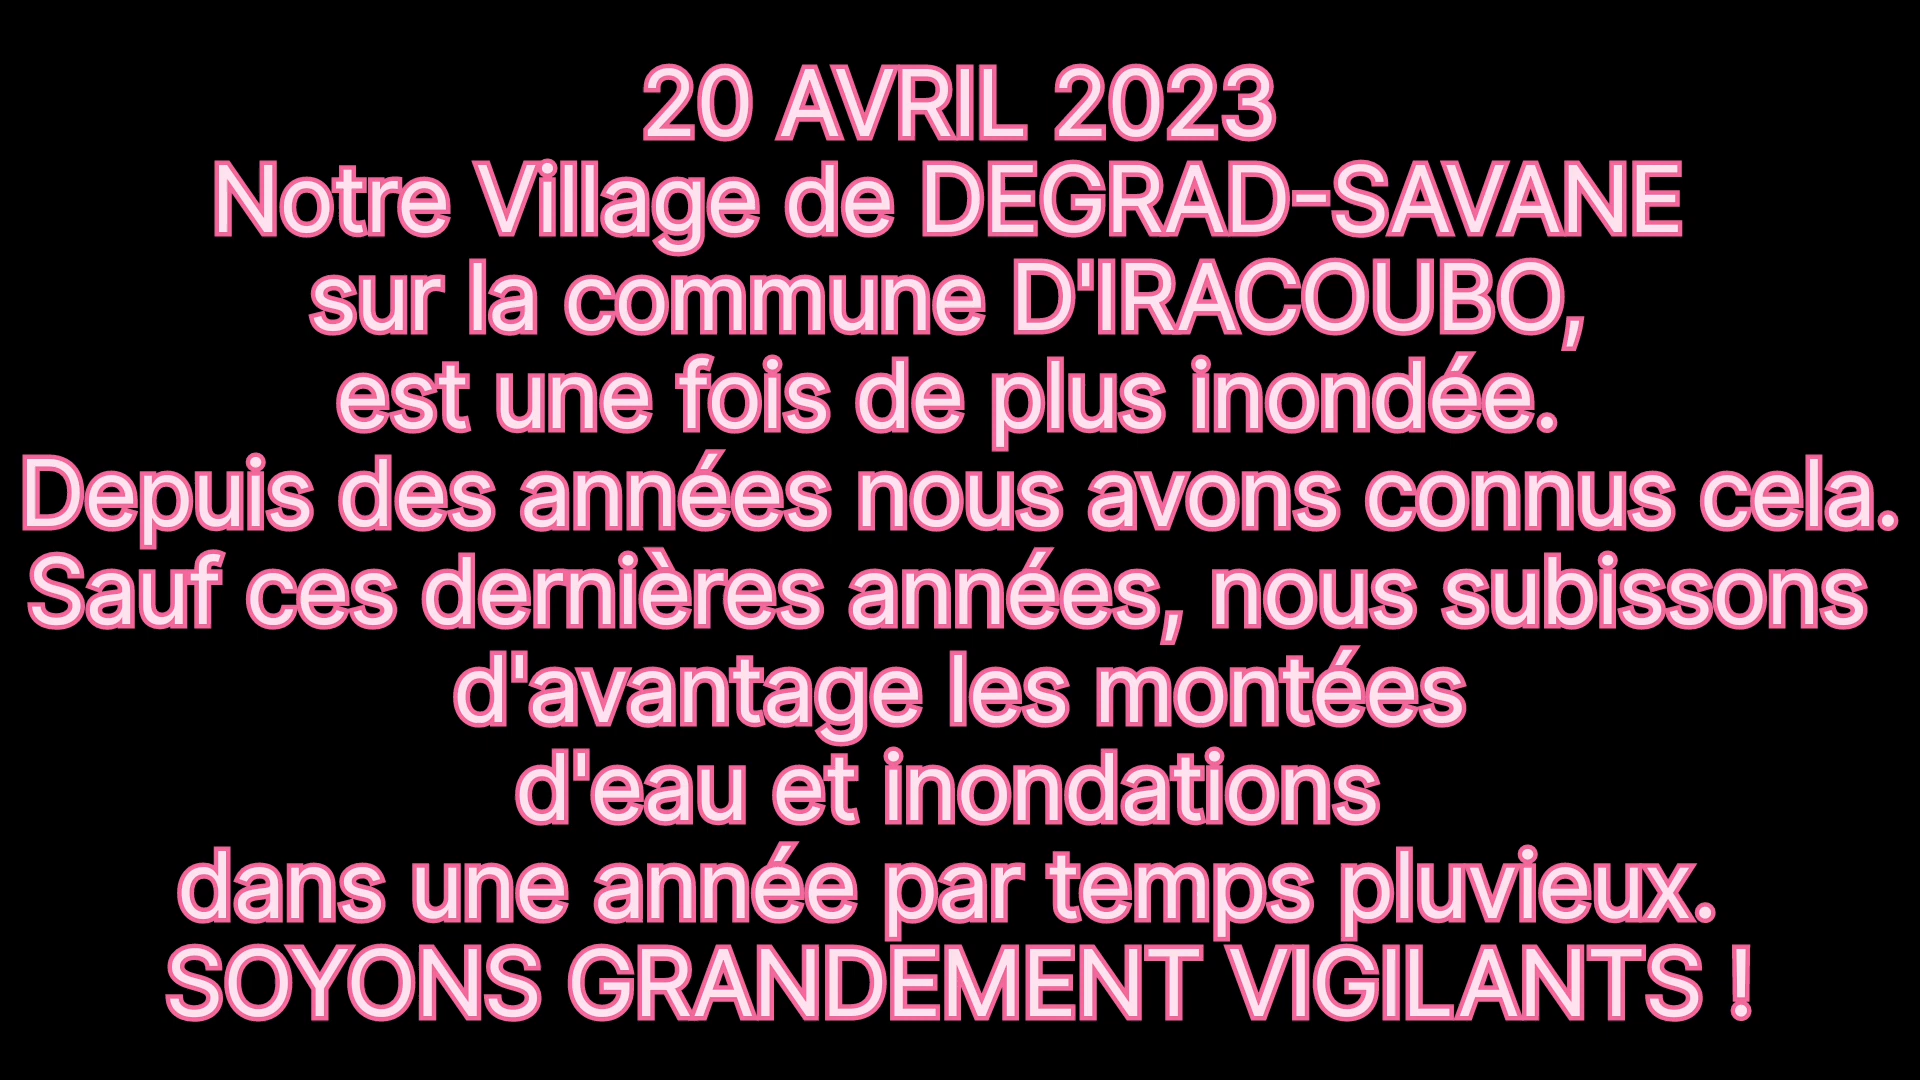 20 AVRIL 2023
Notre Village de DEGRAD-SAVANE
sur la commune D'IRACOUBO,
est une fois de plus inondée.
Depuis des années nous avons connus cela.
Sauf ces dernières années, nous subissons
d'avantage les montées
d'eau et inondations
dans une année par temps pluvieux.
SOYONS GRANDEMENT VIGILANTS !